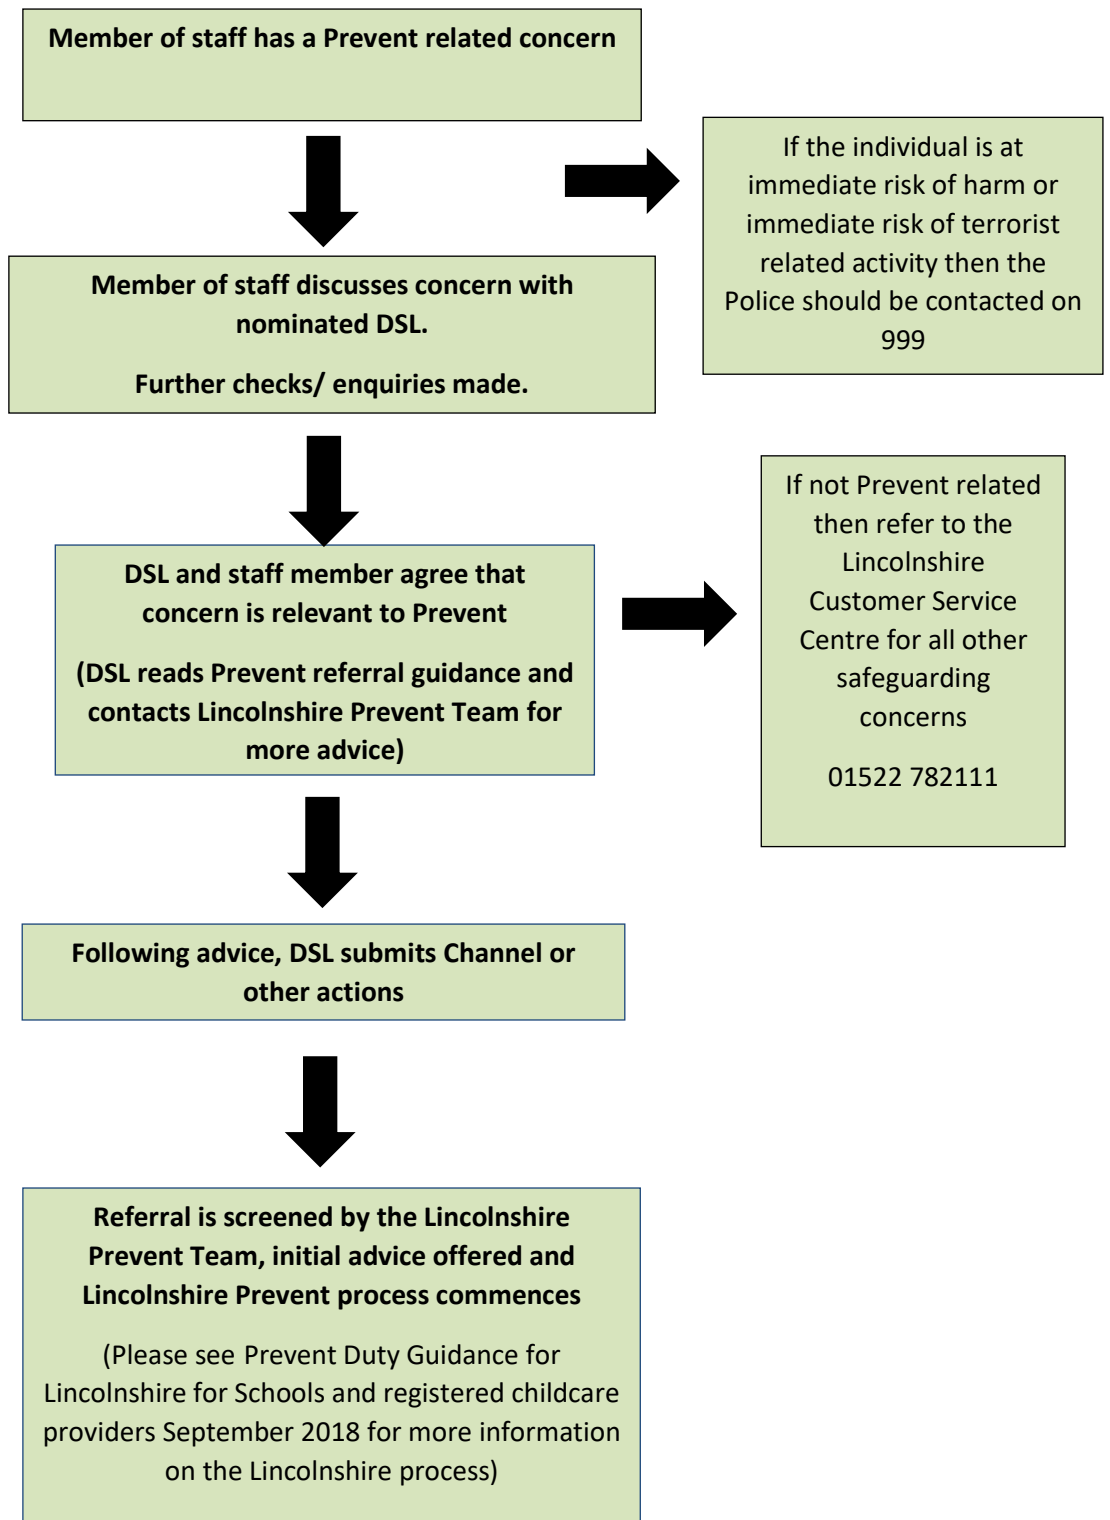 Member of staff has a Prevent related concern
If the individual is at
immediate risk of harm or
immediate risk of terrorist
related activity then the
Police should be contacted on
999
Member of staff discusses concern with
nominated DSL.
Further checks/ enquiries made.
DSL and staff member agree that
concern is relevant to Prevent
(DSL reads Prevent referral guidance and
contacts Lincolnshire Prevent Team for
more advice)
If not Prevent related
then refer to the
Lincolnshire
Customer Service
Centre for all other
safeguarding
concerns
01522 782111
Following advice, DSL submits Channel or
other actions
Referral is screened by the Lincolnshire
Prevent Team, initial advice offered and
Lincolnshire Prevent process commences
(Please see Prevent Duty Guidance for
Lincolnshire for Schools and registered childcare
providers September 2018 for more information
on the Lincolnshire process)